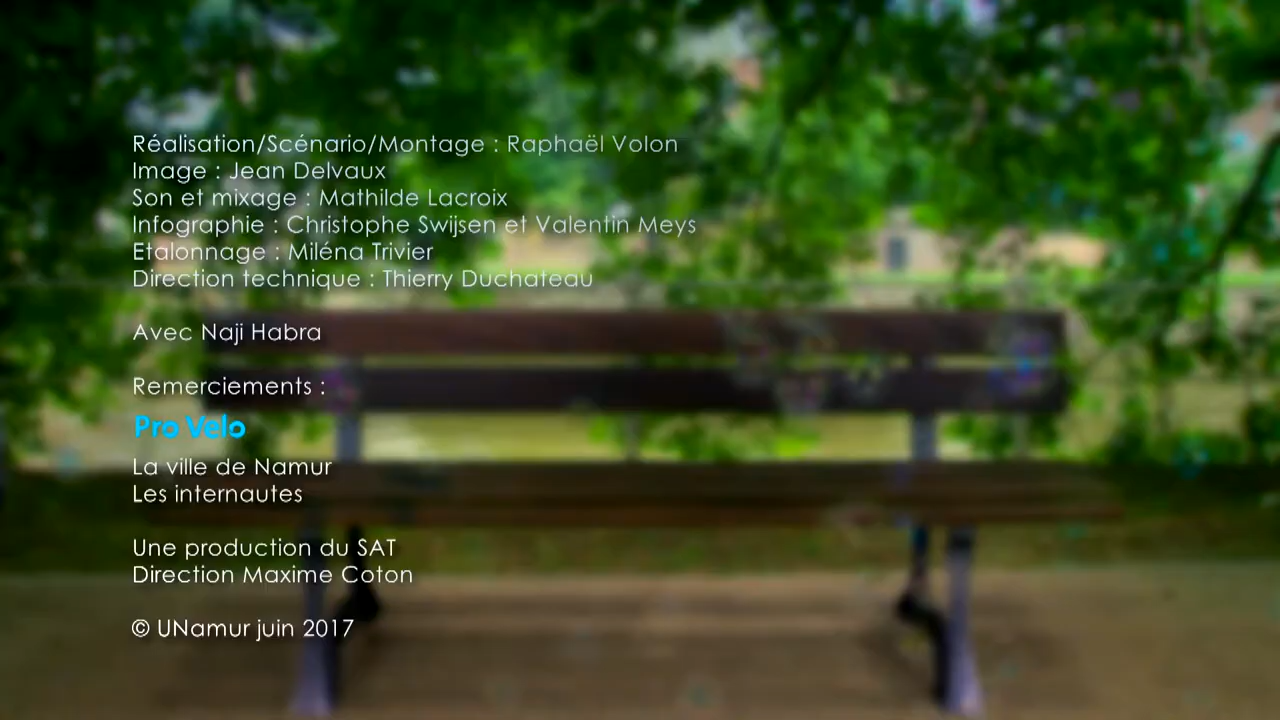 Réalisation/Scénario/Montage : Raphaël Volon
Image : Jean Delvaux
Son et mixage : Mathilde Lacroix
Infographie : Christophe Swijsen et Valentin Meys
Etalonnage : Miléna Trivier
Direction technique : Thierry Duchateau
Avec Naji Habra
Remerciements :
Pro Velo
La ville de Namur
Les internautes
Une production du SAT
Direction Maxime Coton
© UNamur juin 2017